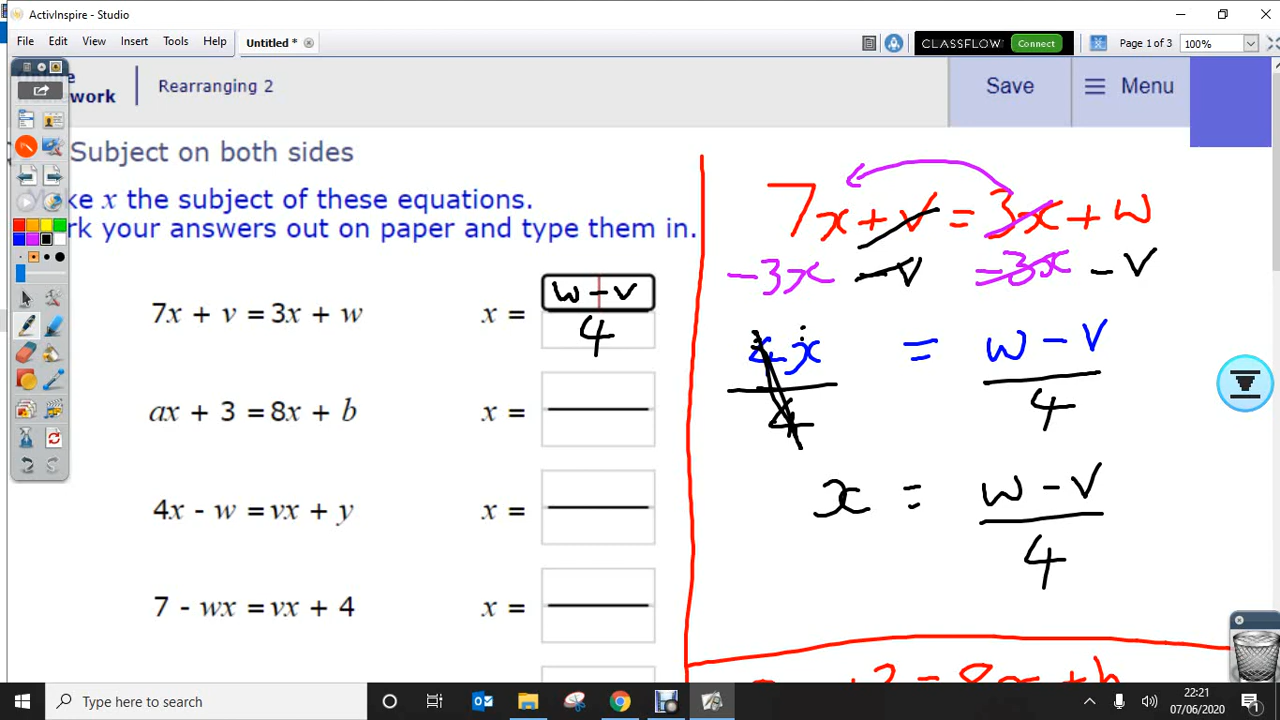 ActivInspire - Studio
File Edit View Insert Tools Help Untitled *
CLASSFLOW Connect Page 1 of 3 100%
work Rearranging 2 Save Menu
Subject on both sides
ke x the subject of these equations.
rk your answers out on paper and type them in.
7x + v = 3x + w x = w - v
4
ax + 3 = 8x + b x =
4x - w = vx + y x =
7 - wx = vx + 4 x =
7x + v = 3x + w
-3x - v -3x - v
4x = w - v
4 4
x = w - v
4
Type here to search
22:21
07/06/2020
1